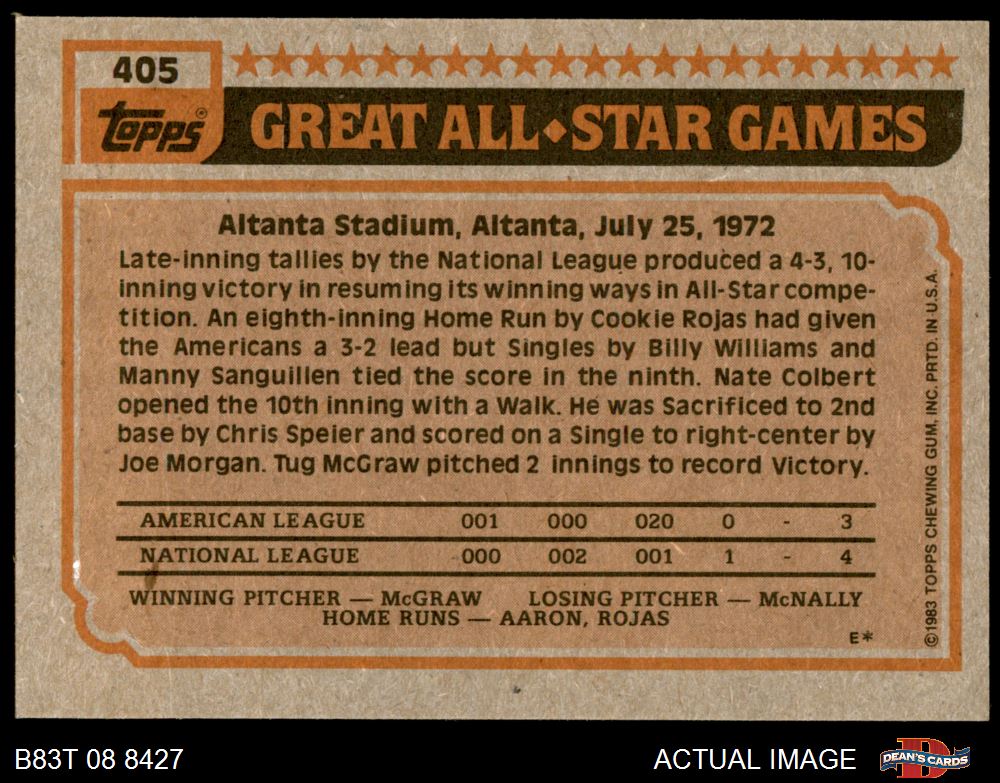 405
topps®
GREAT ALL-STAR GAMES
Altanta Stadium, Altanta, July 25, 1972
Late-inning tallies by the National League produced a 4-3, 10-
inning victory in resuming its winning ways in All-Star compe-
tition. An eighth-inning Home Run by Cookie Rojas had given
the Americans a 3-2 lead but Singles by Billy Williams and
Manny Sanguillen tied the score in the ninth. Nate Colbert
opened the 10th inning with a Walk. He was Sacrificed to 2nd
base by Chris Speier and scored on a Single to right-center by
Joe Morgan. Tug McGraw pitched 2 innings to record Victory.
AMERICAN LEAGUE 001 000 020 0 - 3
NATIONAL LEAGUE 000 002 001 1 - 4
WINNING PITCHER — McGRAW LOSING PITCHER — McNALLY
HOME RUNS — AARON, ROJAS
E*
©1983 TOPPS CHEWING GUM, INC. PRTD. IN U.S.A.
B83T 08 8427
ACTUAL IMAGE
DEAN'S CARDS